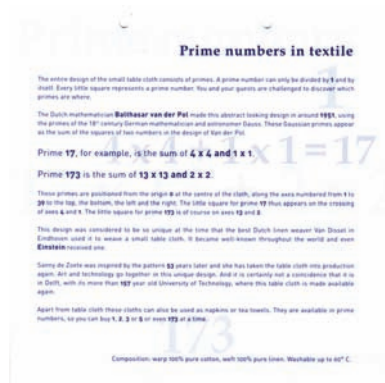 Prime numbers in textile
The entire design of the small table cloth consists of primes. A prime number can only be divided by 1 and by
itself. Every little square represents a prime number. You and your guests are challenged to discover which
primes are where.
The Dutch mathematician Balthasar van der Pol made this abstract looking design in around 1951, using
the primes of the 19th century German mathematician and astronomer Gauss. These Gaussian primes appear
as the sum of the squares of two numbers in the design of Van der Pol.
Prime 17, for example, is the sum of 4 x 4 and 1 x 1.
Prime 173 is the sum of 13 x 13 and 2 x 2.
These primes are positioned from the origin 0 at the centre of the cloth, along the axes numbered from 1 to
39 to the top, the bottom, the left and the right. The little square for prime 17 thus appears on the crossing
of axes 4 and 1. The little square for prime 173 is of course on axes 13 and 2.
This design was considered to be so unique at the time that the best Dutch linen weaver Van Dissel in
Eindhoven used it to weave a small table cloth. It became well-known throughout the world and even
Einstein received one.
Sanny de Zoete was inspired by the pattern 53 years later and she has taken the table cloth into production
again. Art and technology go together in this unique design. And it is certainly not a coincidence that it is
in Delft, with its more than 157 year old University of Technology, where this table cloth is made available
again.
Apart from table cloth these cloths can also be used as napkins or tea towels. They are available in prime
numbers, so you can buy 1, 2, 3 or 5 or even 173 at a time.
Composition: warp 100% pure cotton, weft 100% pure linen. Washable up to 60° C.
1
4 x 4 + 1 x 1 = 17
173